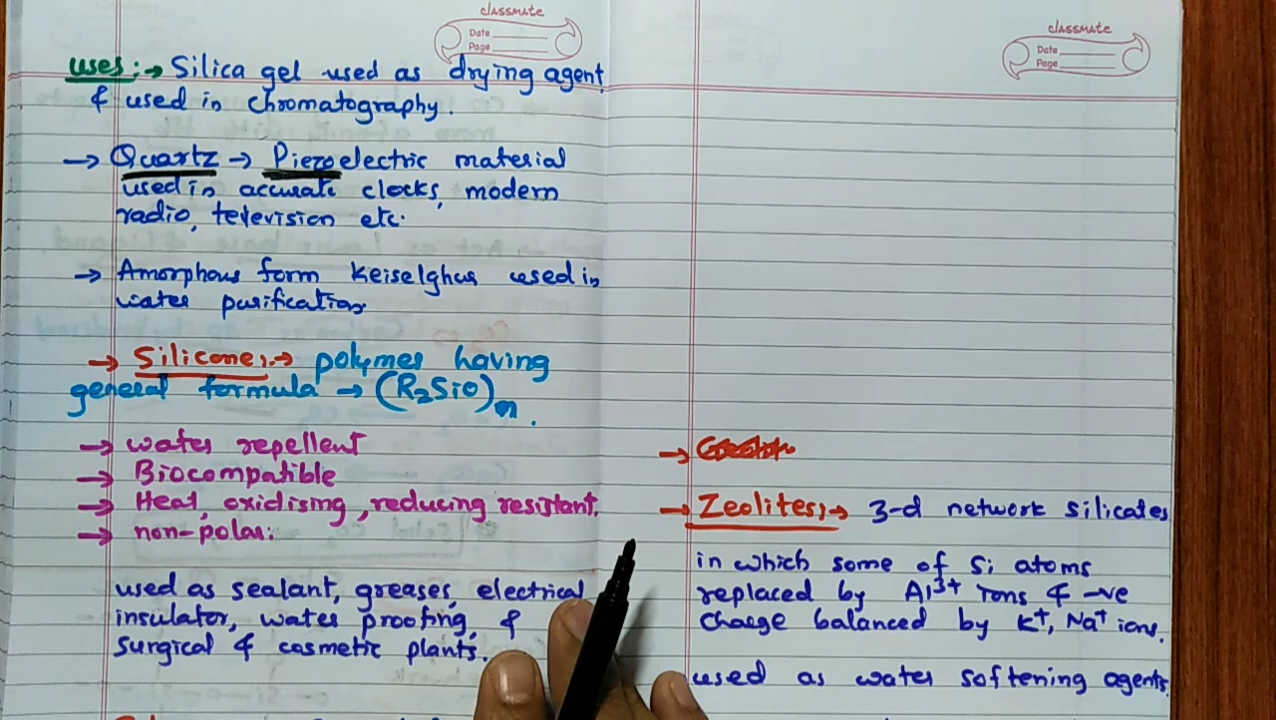 classmate
Date
Page
uses:→ Silica gel used as drying agent
& used in chromatography.
→ Quartz → Piezoelectric material
used in accurate clocks, modern
radio, television etc.
→ Amorphous form Keiselghur used in
water purification
→ Silicone:→ polymer having
general formula → (R2SiO)n.
→ water repellent
→ Biocompatible
→ Heat, oxidising, reducing resistant.
→ non-polar.
used as sealant, greases, electrical
insulator, water proofing, &
surgical & cosmetic plants.
classmate
Date
Page
→
→ Zeolites:→ 3-d network silicates
in which some of Si atoms
replaced by Al3+ ions & -ve
charge balanced by K+, Na+ ions.
used as water softening agents.